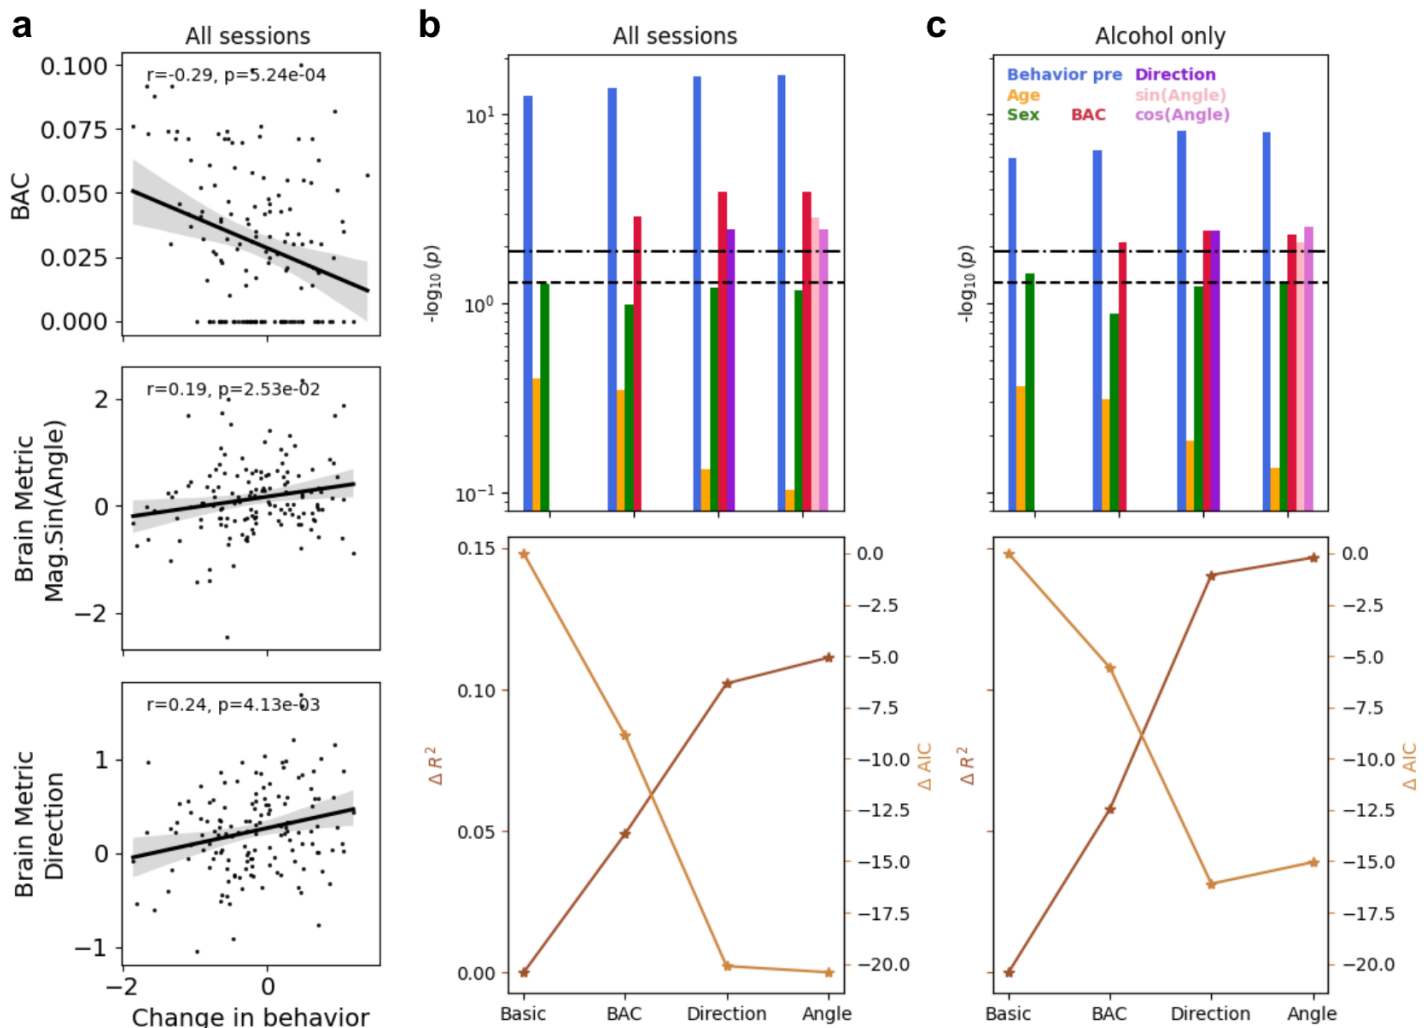 a
All sessions
r=-0.29, p=5.24e-04
0.100
0.075
0.050
0.025
0.000
BAC
r=0.19, p=2.53e-02
2
0
−2
Brain Metric
Mag.Sin(Angle)
r=0.24, p=4.13e-03
1
0
−1
Brain Metric
Direction
−2
0
Change in behavior
b
All sessions
10¹
10⁰
10⁻¹
-log₁₀ (p)
0.15
0.10
0.05
0.00
Δ R²
0.0
−2.5
−5.0
−7.5
−10.0
−12.5
−15.0
−17.5
−20.0
Δ AIC
Basic
BAC
Direction
Angle
c
Alcohol only
Behavior pre
Direction
Age
sin(Angle)
Sex
BAC
cos(Angle)
-log₁₀ (p)
Δ R²
0.0
−2.5
−5.0
−7.5
−10.0
−12.5
−15.0
−17.5
−20.0
Δ AIC
Basic
BAC
Direction
Angle